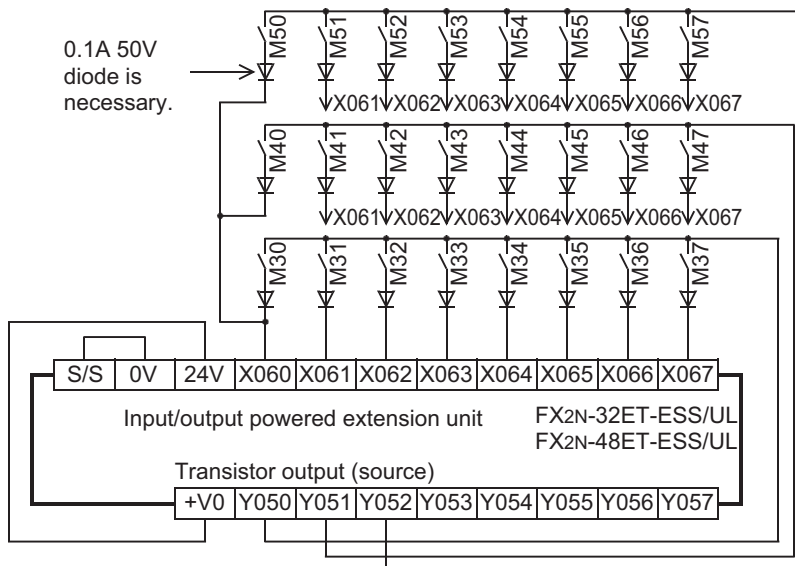 M50 M51 M52 M53 M54 M55 M56 M57
0.1A 50V
diode is
necessary.
X061 X062 X063 X064 X065 X066 X067
M40 M41 M42 M43 M44 M45 M46 M47
X061 X062 X063 X064 X065 X066 X067
M30 M31 M32 M33 M34 M35 M36 M37
S/S 0V 24V X060 X061 X062 X063 X064 X065 X066 X067
Input/output powered extension unit
FX2N-32ET-ESS/UL
FX2N-48ET-ESS/UL
Transistor output (source)
+V0 Y050 Y051 Y052 Y053 Y054 Y055 Y056 Y057